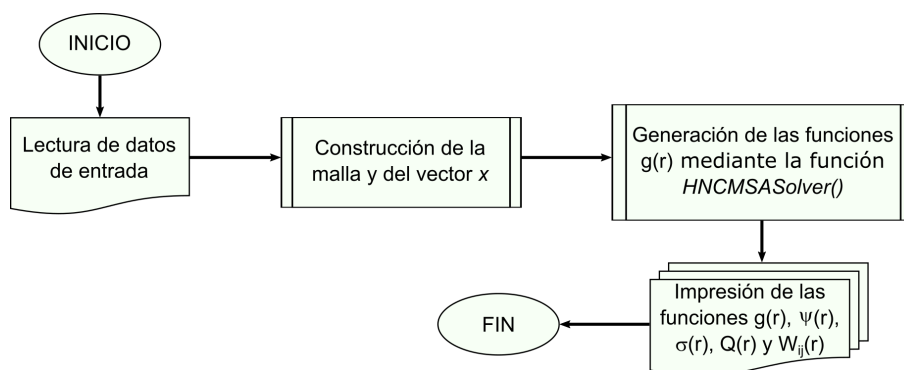 INICIO
Lectura de datos
de entrada
Construcción de la
malla y del vector x
Generación de las funciones
g(r) mediante la función
HNCMSASolver()
Impresión de las
funciones g(r), Ψ(r),
σ(r), Q(r) y Wij(r)
FIN